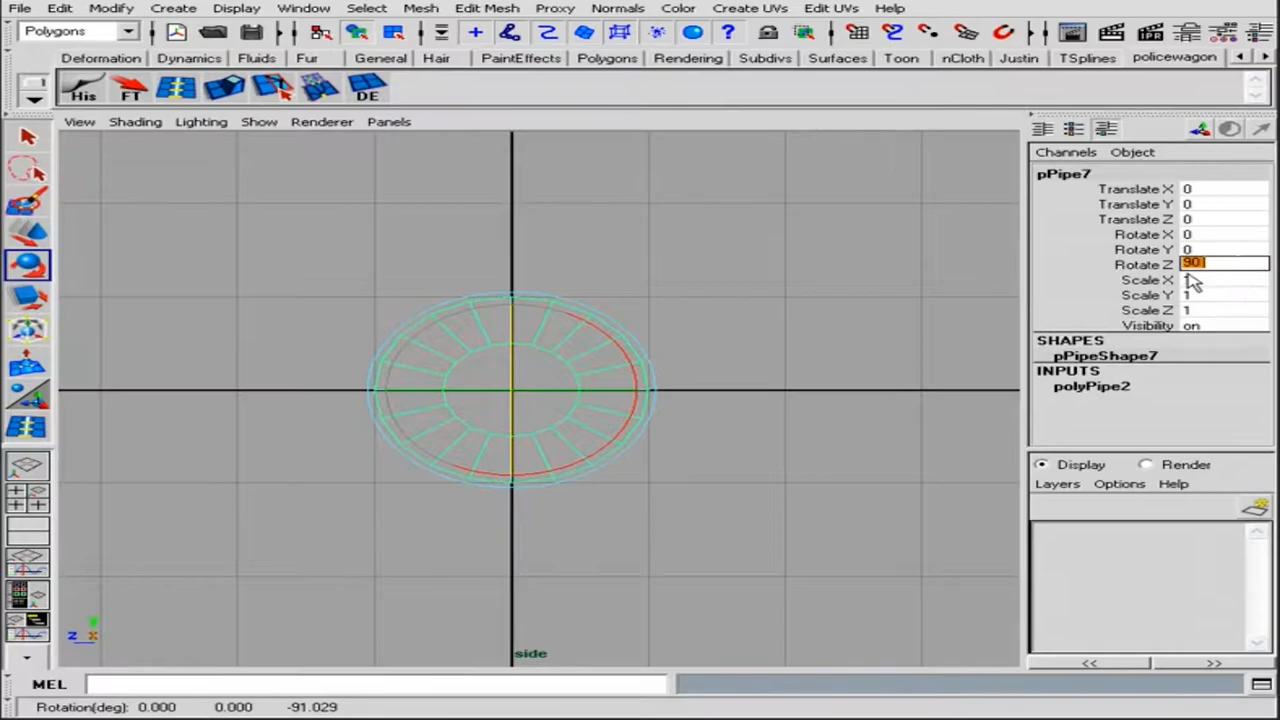 File Edit Modify Create Display Window Select Mesh Edit Mesh Proxy Normals Color Create UVs Edit UVs Help
Polygons
Deformation Dynamics Fluids Fur General Hair PaintEffects Polygons Rendering Subdivs Surfaces Toon nCloth Justin TSplines policewagon
His FT DE
View Shading Lighting Show Renderer Panels
Channels Object
pPipe7
Translate X 0
Translate Y 0
Translate Z 0
Rotate X 0
Rotate Y 0
Rotate Z 90
Scale X
Scale Y 1
Scale Z 1
Visibility on
SHAPES
pPipeShape7
INPUTS
polyPipe2
Display Render
Layers Options Help
y
z x
side
<< >>
MEL
Rotation(deg): 0.000 0.000 -91.029